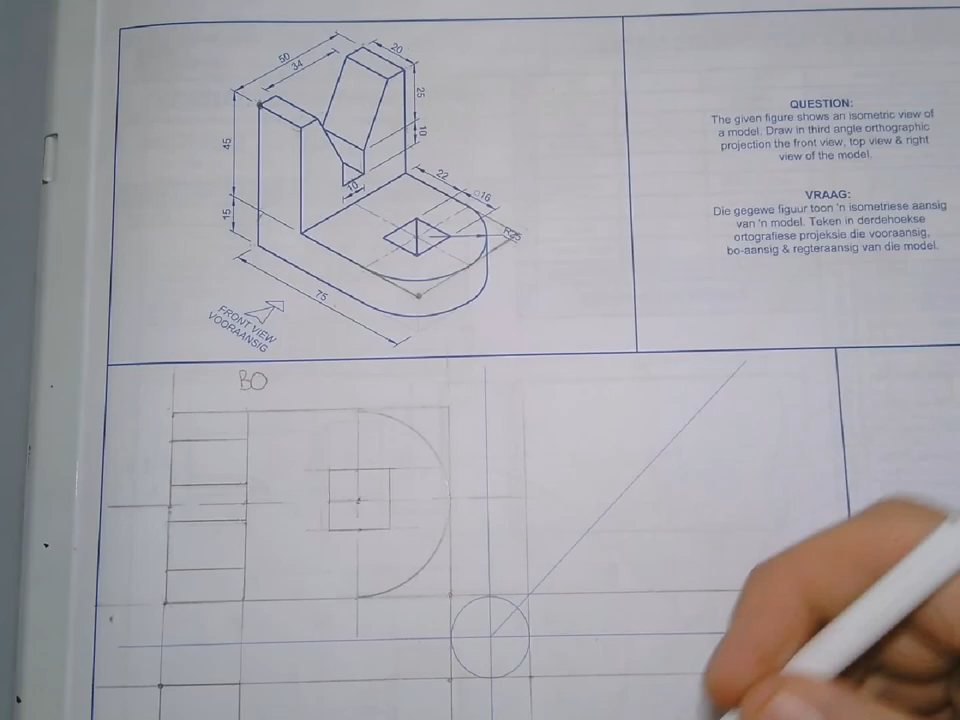 50
34
20
25
10
45
15
10
22
□16
R25
75
FRONT VIEW
VOORAANSIG
QUESTION:
The given figure shows an isometric view of
a model. Draw in third angle orthographic
projection the front view, top view & right
view of the model.
VRAAG:
Die gegewe figuur toon 'n isometriese aansig
van 'n model. Teken in derdehoekse
ortografiese projeksie die vooraansig,
bo-aansig & regteraansig van die model.
BO